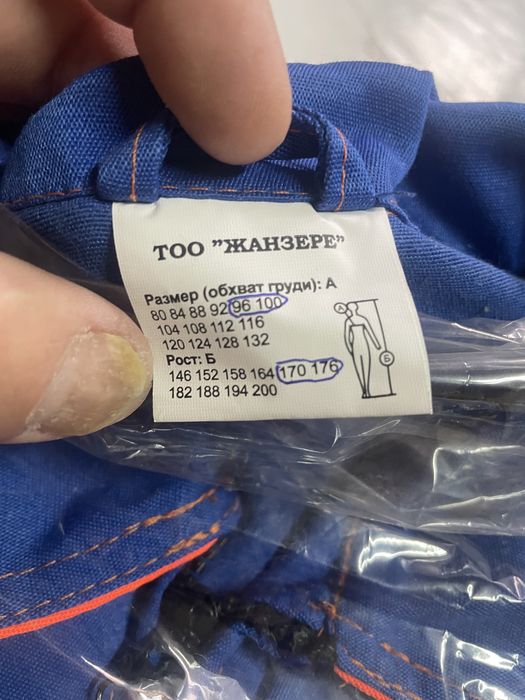 ТОО "ЖАНЗЕРЕ"
Размер (обхват груди): А
80 84 88 92 96 100
104 108 112 116
120 124 128 132
Рост: Б
146 152 158 164 170 176
182 188 194 200
А
Б